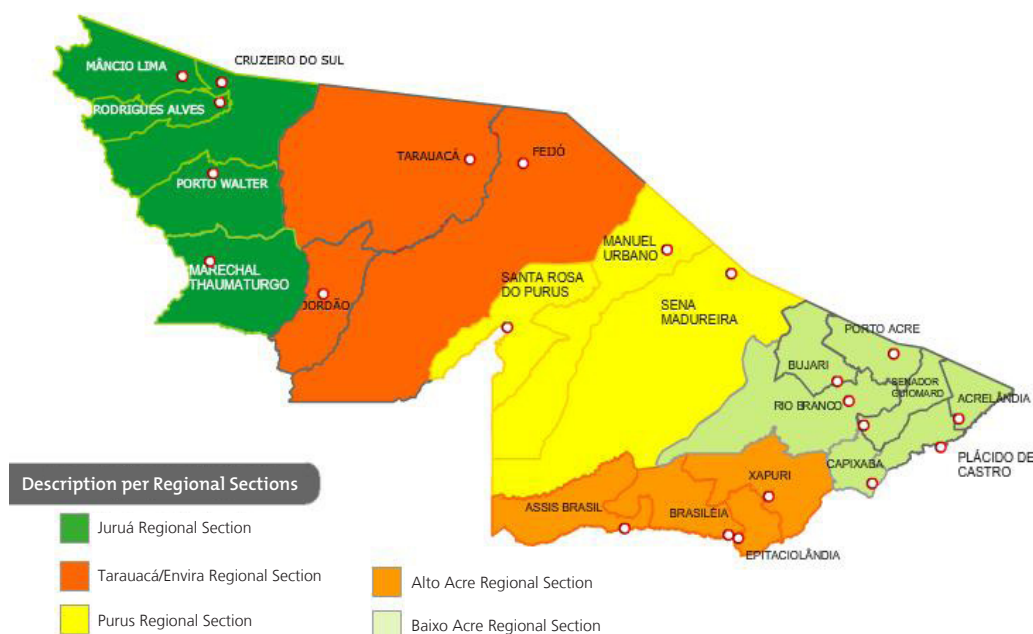 CRUZEIRO DO SUL
MÂNCIO LIMA
RODRIGUES ALVES
TARAUACÁ
FEIJÓ
PORTO WALTER
MARECHAL
THAUMATURGO
JORDÃO
MANUEL
URBANO
SANTA ROSA
DO PURUS
SENA
MADUREIRA
PORTO ACRE
BUJARI
SENADOR
GUIOMARD
RIO BRANCO
ACRELÂNDIA
PLÁCIDO DE
CASTRO
CAPIXABA
XAPURI
ASSIS BRASIL
BRASILÉIA
EPITACIOLÂNDIA
Description per Regional Sections
Juruá Regional Section
Tarauacá/Envira Regional Section
Purus Regional Section
Alto Acre Regional Section
Baixo Acre Regional Section